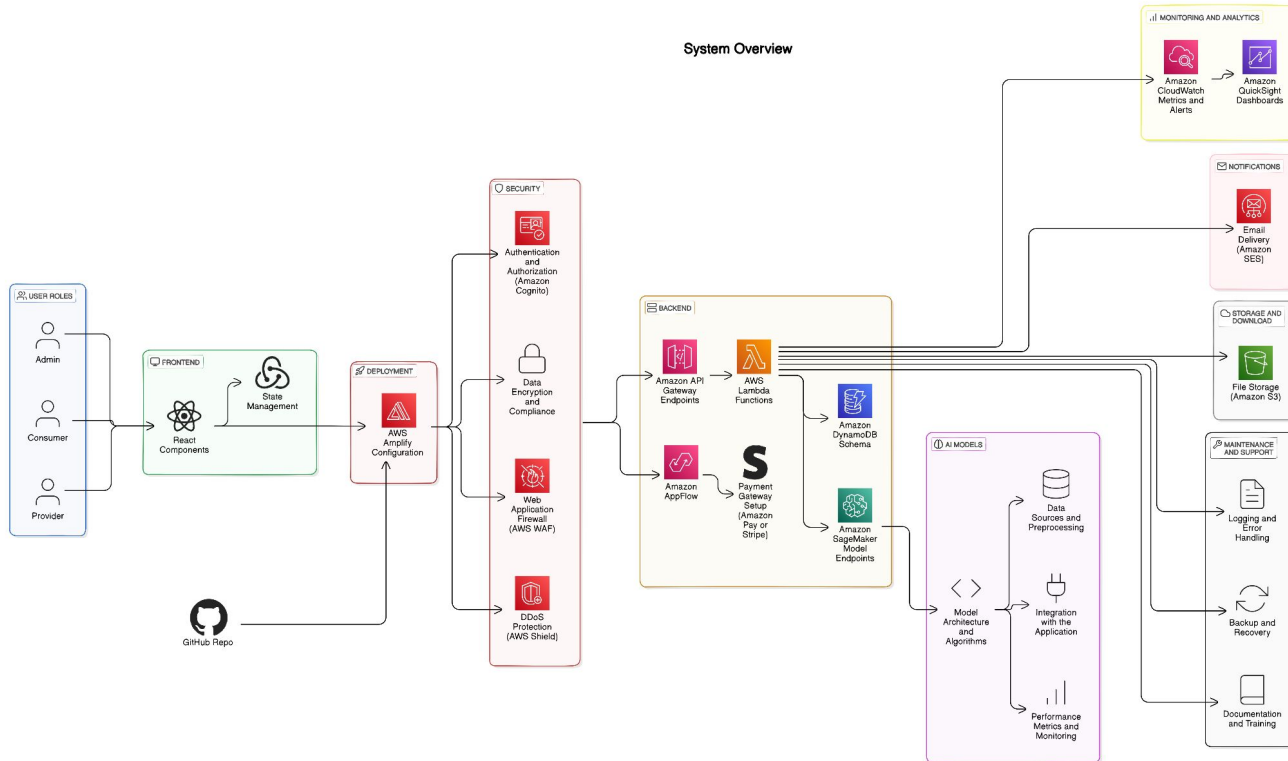 System Overview
USER ROLES
Admin
Consumer
Provider
FRONTEND
State
Management
React
Components
GitHub Repo
DEPLOYMENT
AWS
Amplify
Configuration
SECURITY
Authentication
and
Authorization
(Amazon
Cognito)
Data
Encryption
and
Compliance
Web
Application
Firewall
(AWS WAF)
DDoS
Protection
(AWS Shield)
BACKEND
Amazon API
Gateway
Endpoints
AWS
Lambda
Functions
Amazon
DynamoDB
Schema
Amazon
AppFlow
S
Payment
Gateway
Setup
(Amazon
Pay or
Stripe)
Amazon
SageMaker
Model
Endpoints
AI MODELS
Data
Sources and
Preprocessing
Model
Architecture
and
Algorithms
Integration
with the
Application
Performance
Metrics and
Monitoring
MONITORING AND ANALYTICS
Amazon
CloudWatch
Metrics and
Alerts
Amazon
QuickSight
Dashboards
NOTIFICATIONS
Email
Delivery
(Amazon
SES)
STORAGE AND
DOWNLOAD
File Storage
(Amazon S3)
MAINTENANCE
AND SUPPORT
Logging and
Error
Handling
Backup and
Recovery
Documentation
and Training